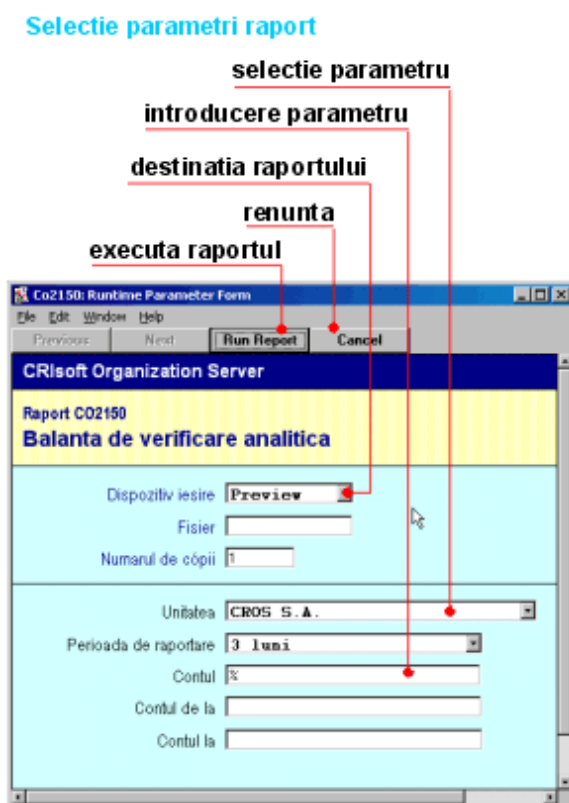 Selectie parametri raport
selectie parametru
introducere parametru
destinatia raportului
renunta
executa raportul
Co2150: Runtime Parameter Form
File Edit Window Help
Previous Next Run Report Cancel
CRIsoft Organization Server
Raport CO2150
Balanta de verificare analitica
Dispozitiv iesire Preview
Fisier
Numarul de cópii 1
Unitatea CROS S.A.
Perioada de raportare 3 luni
Contul %
Contul de la
Contul la